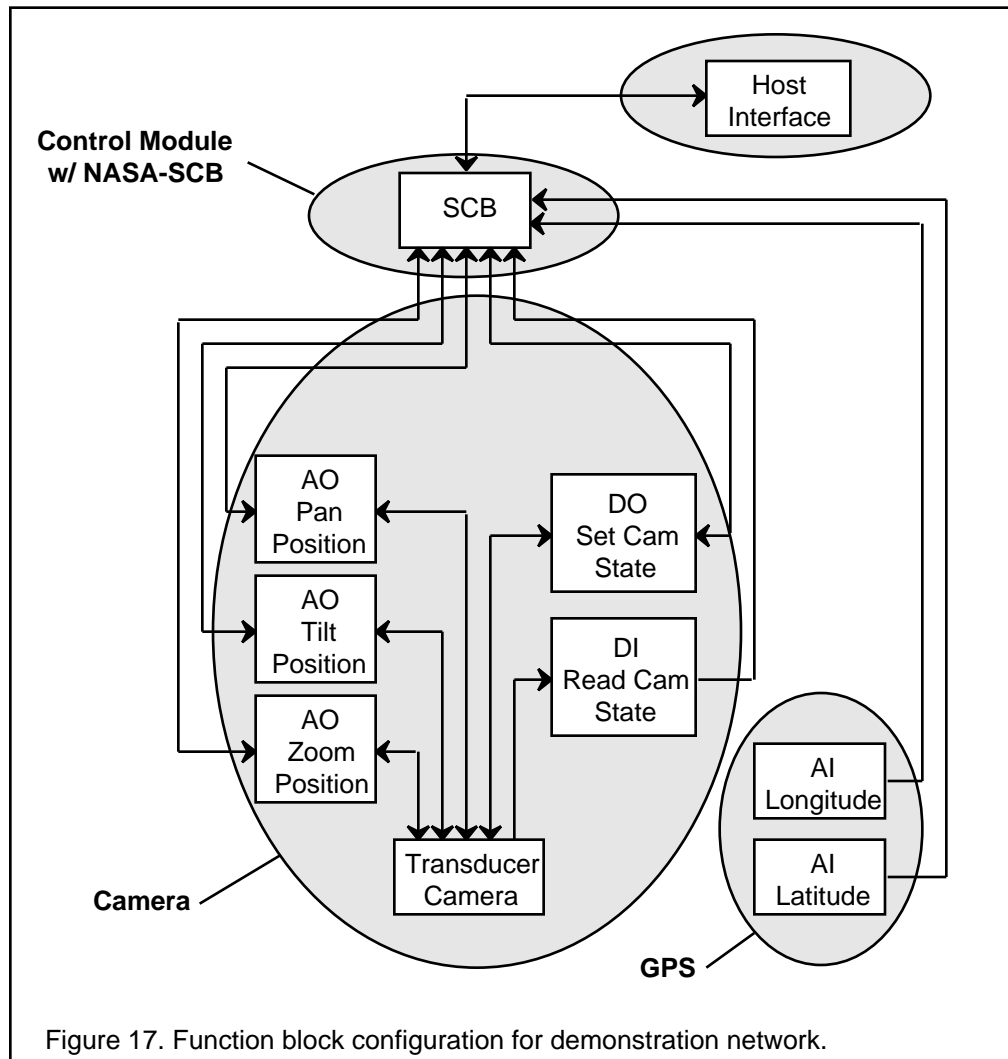 Host
Interface
Control Module
w/ NASA-SCB
SCB
AO
Pan
Position
DO
Set Cam
State
AO
Tilt
Position
DI
Read Cam
State
AO
Zoom
Position
AI
Longitude
Transducer
Camera
AI
Latitude
Camera
GPS
Figure 17. Function block configuration for demonstration network.